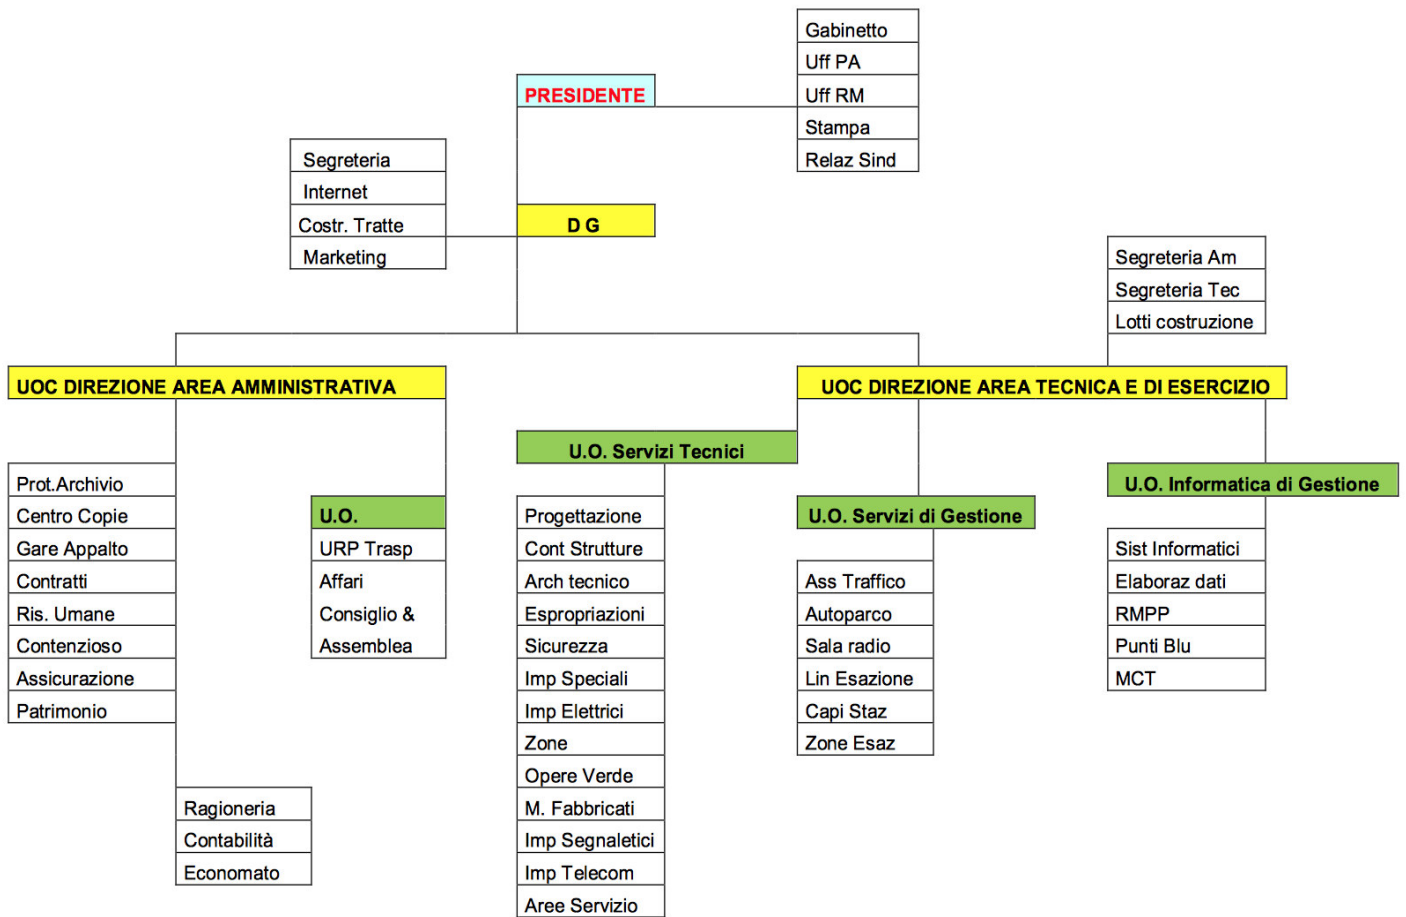 Gabinetto
Uff PA
PRESIDENTE
Uff RM
Stampa
Relaz Sind
Segreteria
Internet
Costr. Tratte
Marketing
D G
Segreteria Am
Segreteria Tec
Lotti costruzione
UOC DIREZIONE AREA AMMINISTRATIVA
UOC DIREZIONE AREA TECNICA E DI ESERCIZIO
Prot.Archivio
Centro Copie
Gare Appalto
Contratti
Ris. Umane
Contenzioso
Assicurazione
Patrimonio
Ragioneria
Contabilità
Economato
U.O.
URP Trasp
Affari
Consiglio &
Assemblea
U.O. Servizi Tecnici
Progettazione
Cont Strutture
Arch tecnico
Espropriazioni
Sicurezza
Imp Speciali
Imp Elettrici
Zone
Opere Verde
M. Fabbricati
Imp Segnaletici
Imp Telecom
Aree Servizio
U.O. Servizi di Gestione
Ass Traffico
Autoparco
Sala radio
Lin Esazione
Capi Staz
Zone Esaz
U.O. Informatica di Gestione
Sist Informatici
Elaboraz dati
RMPP
Punti Blu
MCT